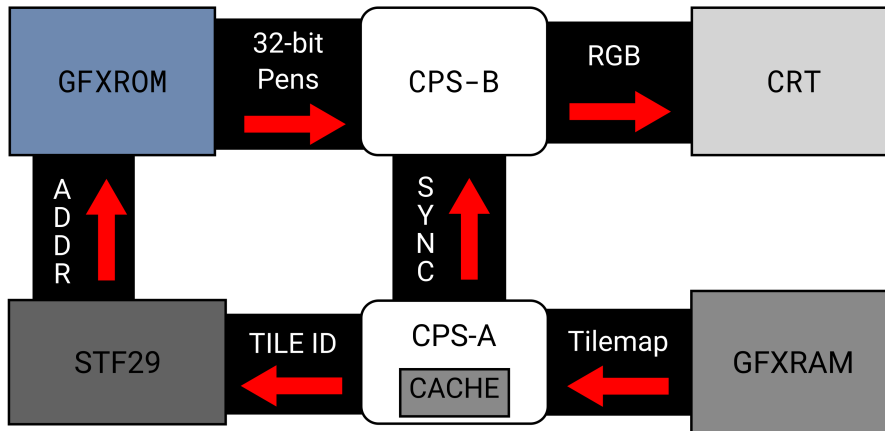 GFXROM
32-bit
Pens
CPS-B
RGB
CRT
A
D
D
R
S
Y
N
C
STF29
TILE ID
CPS-A
CACHE
Tilemap
GFXRAM